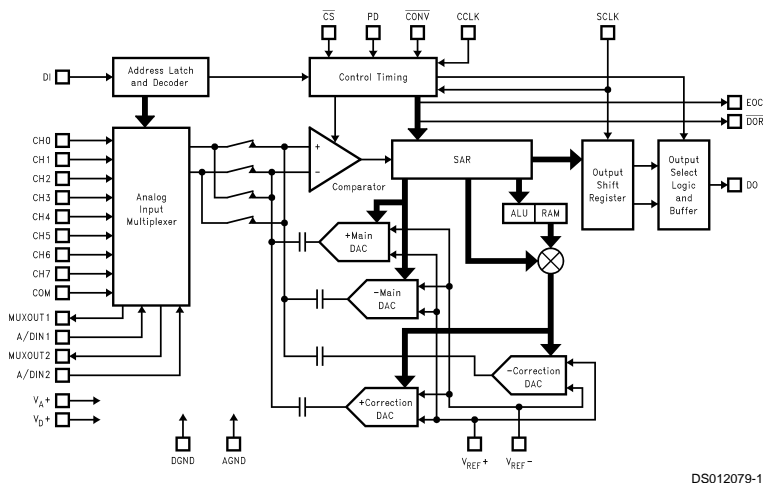 CS PD CONV CCLK SCLK
DI
Address Latch
and Decoder
Control Timing
EOC
DOR
CH0
CH1
CH2
CH3
CH4
CH5
CH6
CH7
COM
MUXOUT1
A/DIN1
MUXOUT2
A/DIN2
VA+
VD+
Analog
Input
Multiplexer
+
−
Comparator
SAR
ALU RAM
Output
Shift
Register
Output
Select
Logic
and
Buffer
DO
+Main
DAC
−Main
DAC
−Correction
DAC
+Correction
DAC
DGND AGND VREF+ VREF−
DS012079-1